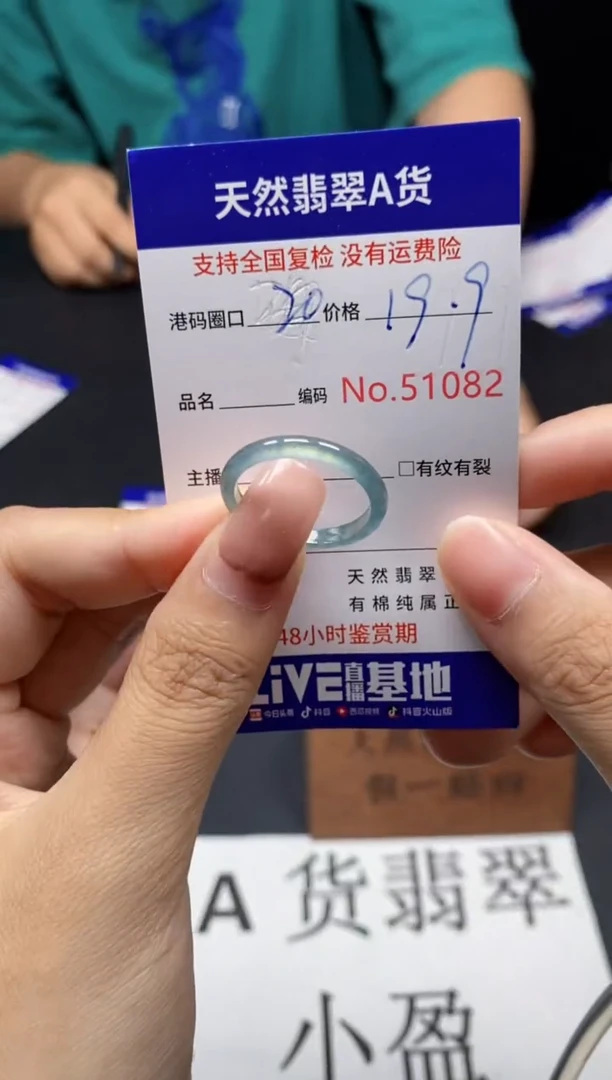 天然翡翠A货
支持全国复检 没有运费险
港码圈口 20 价格 19.9
品名 编码 No.51082
主播 □有纹有裂
天然翡翠
有棉纯属正
48小时鉴赏期
LiVE直播基地
今日头条 抖音 西瓜视频 抖音火山版
A 货翡翠
小盈